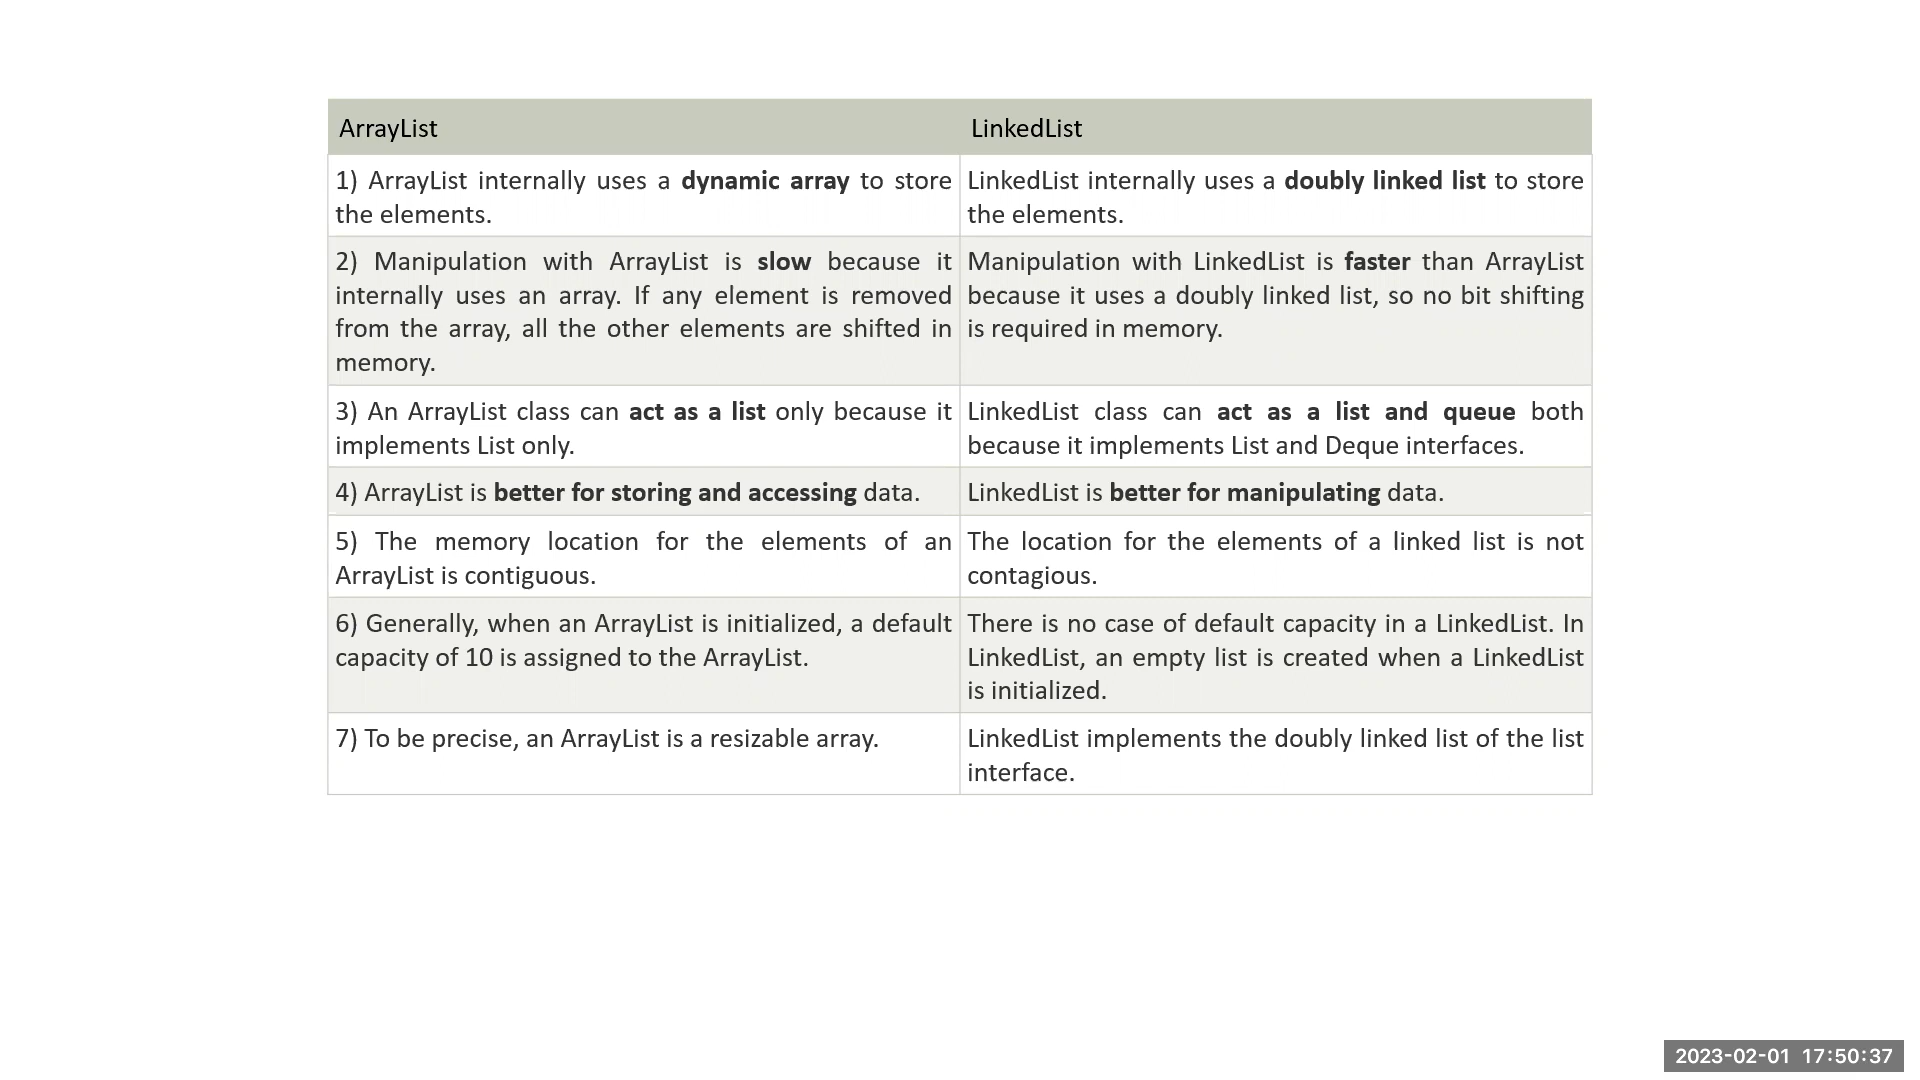 ArrayList
LinkedList
1) ArrayList internally uses a dynamic array to store
the elements.
LinkedList internally uses a doubly linked list to store
the elements.
2) Manipulation with ArrayList is slow because it
internally uses an array. If any element is removed
from the array, all the other elements are shifted in
memory.
Manipulation with LinkedList is faster than ArrayList
because it uses a doubly linked list, so no bit shifting
is required in memory.
3) An ArrayList class can act as a list only because it
implements List only.
LinkedList class can act as a list and queue both
because it implements List and Deque interfaces.
4) ArrayList is better for storing and accessing data.
LinkedList is better for manipulating data.
5) The memory location for the elements of an
ArrayList is contiguous.
The location for the elements of a linked list is not
contagious.
6) Generally, when an ArrayList is initialized, a default
capacity of 10 is assigned to the ArrayList.
There is no case of default capacity in a LinkedList. In
LinkedList, an empty list is created when a LinkedList
is initialized.
7) To be precise, an ArrayList is a resizable array.
LinkedList implements the doubly linked list of the list
interface.
2023-02-01 17:50:37